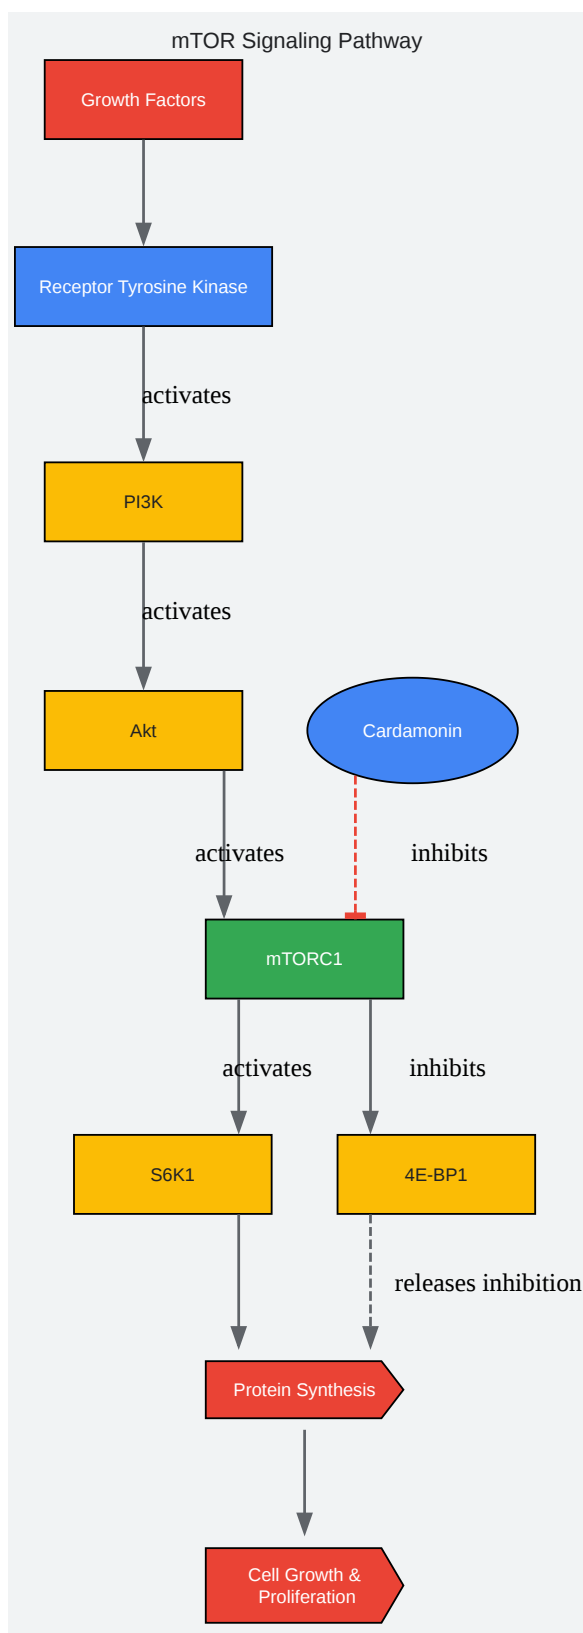 mTOR Signaling Pathway
Growth Factors
Receptor Tyrosine Kinase
activates
PI3K
activates
Akt
Cardamonin
activates
inhibits
mTORC1
activates
inhibits
S6K1
4E-BP1
releases inhibition
Protein Synthesis
Cell Growth &
Proliferation